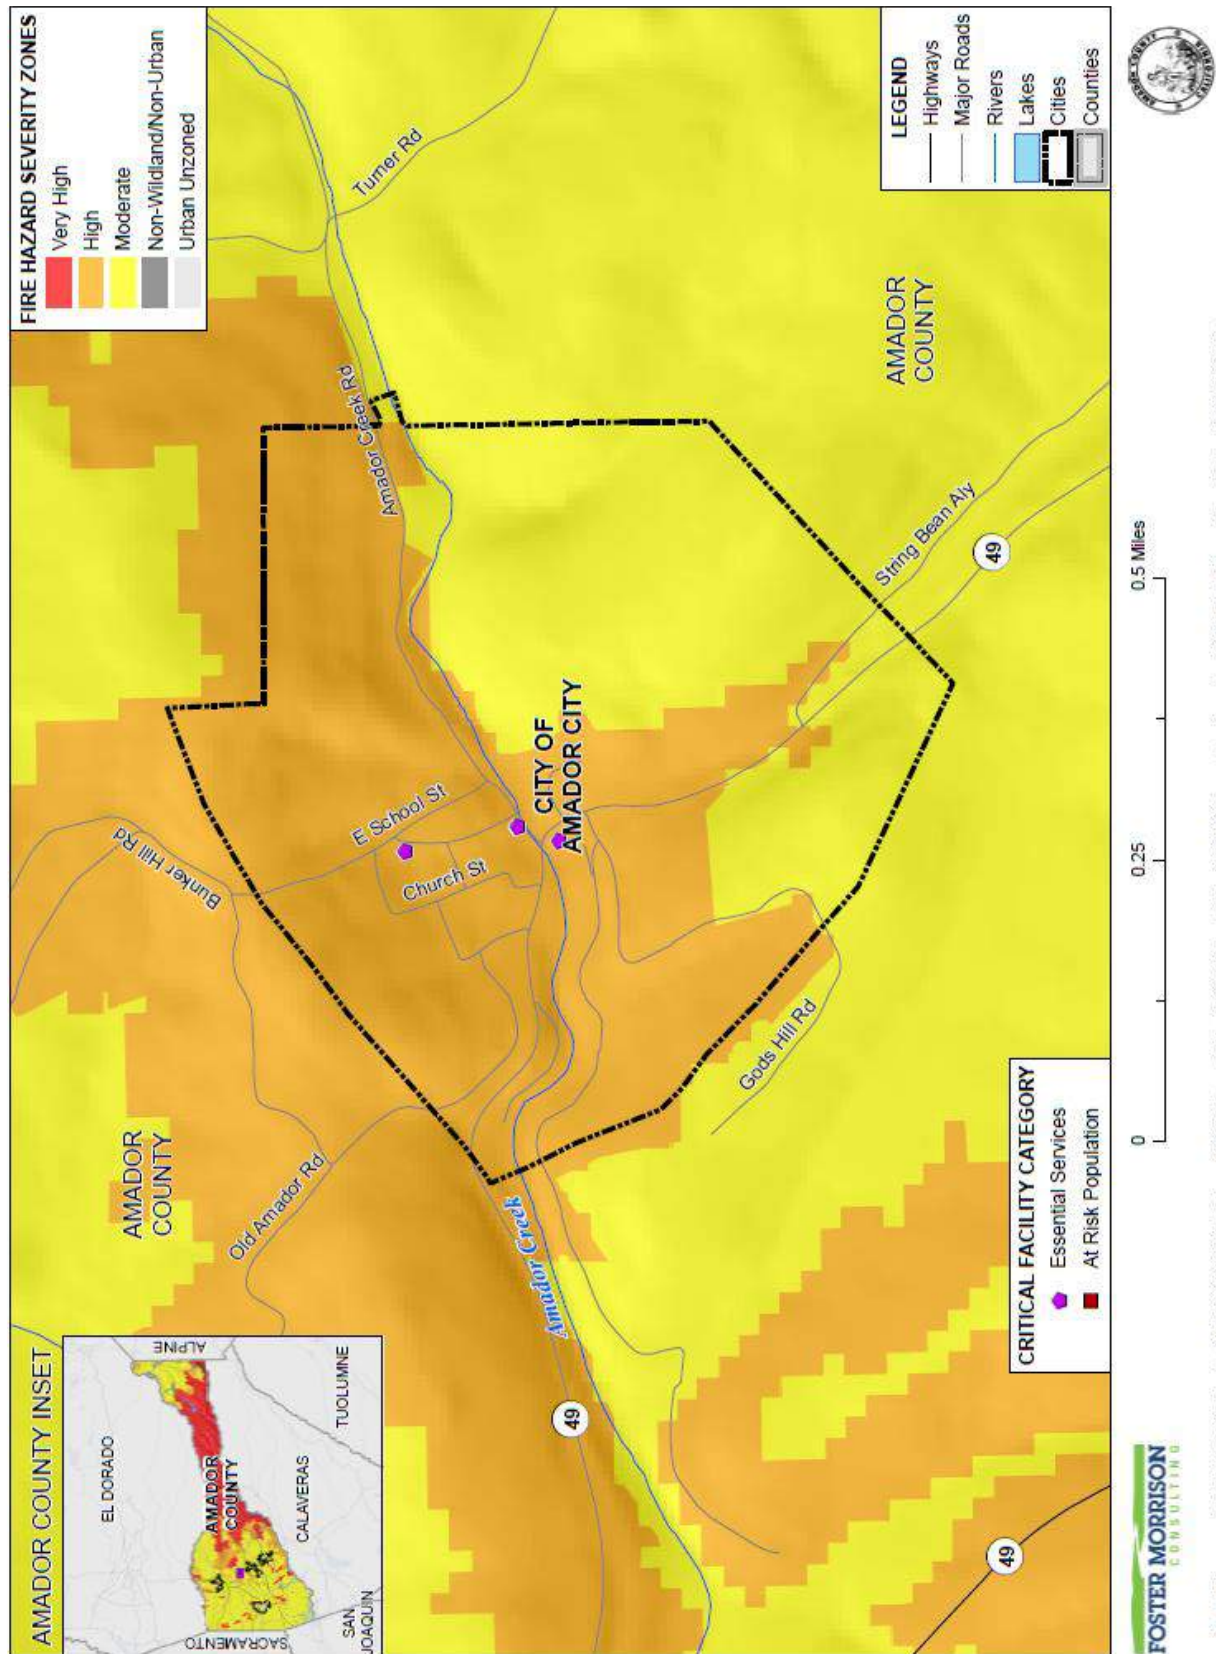 AMADOR COUNTY INSET
EL DORADO
ALPINE
AMADOR
COUNTY
SACRAMENTO
CALAVERAS
TUOLUMNE
SAN
JOAQUIN
FIRE HAZARD SEVERITY ZONES
Very High
High
Moderate
Non-Wildland/Non-Urban
Urban Unzoned
AMADOR
COUNTY
Old Amador Rd
Bunker Hill Rd
E School St
Church St
Amador Creek Rd
Turner Rd
CITY OF
AMADOR CITY
Amador Creek
49
49
Gods Hill Rd
String Bean Aly
49
AMADOR
COUNTY
CRITICAL FACILITY CATEGORY
Essential Services
At Risk Population
LEGEND
Highways
Major Roads
Rivers
Lakes
Cities
Counties
FOSTER MORRISON
CONSULTING
0
0.25
0.5 Miles
AMADOR COUNTY